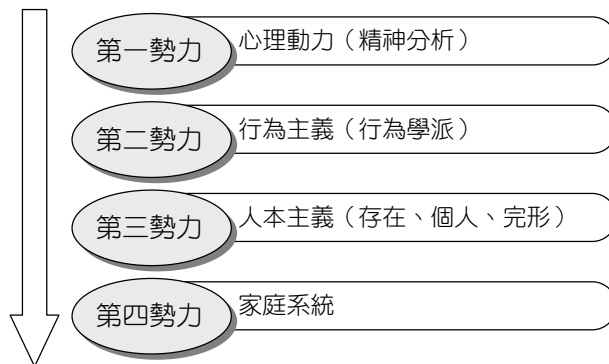 第一勢力 心理動力（精神分析）
第二勢力 行為主義（行為學派）
第三勢力 人本主義（存在、個人、完形）
第四勢力 家庭系統